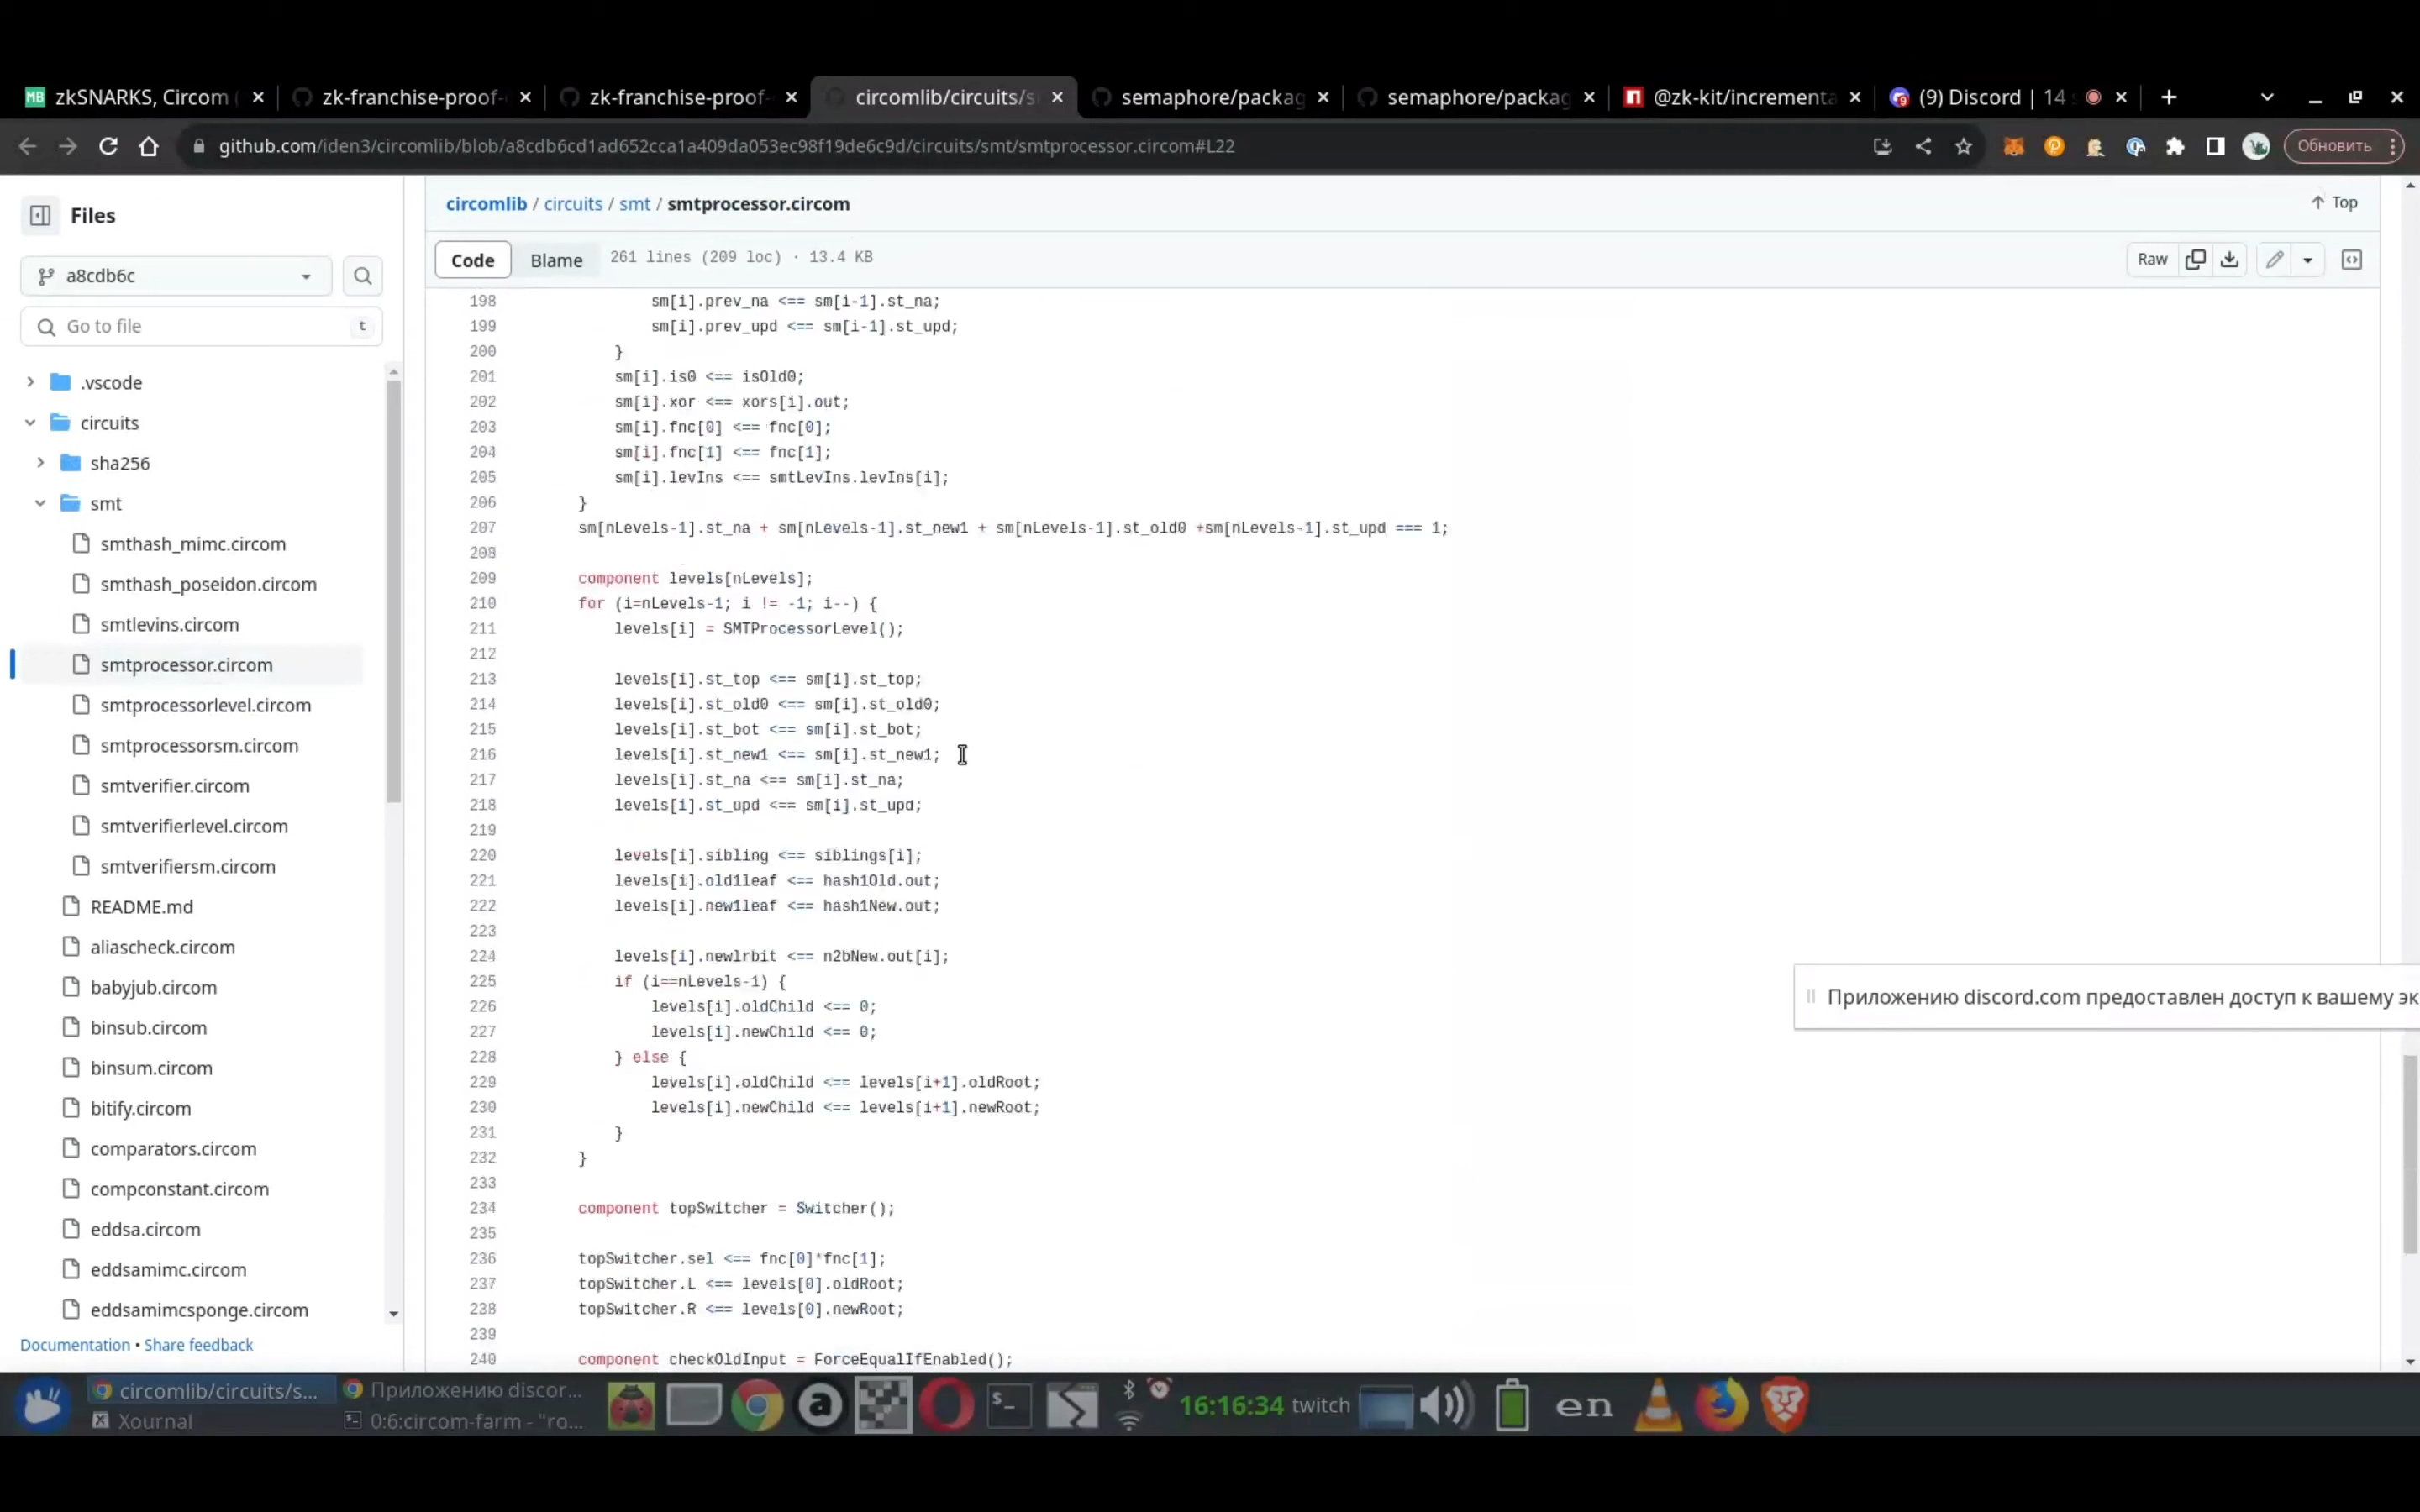 zkSNARKS, Circom (
zk-franchise-proof-
zk-franchise-proof-
circomlib/circuits/s
semaphore/packag
semaphore/packag
@zk-kit/increment
(9) Discord | 14
github.com/iden3/circomlib/blob/a8cdb6cd1ad652cca1a409da053ec98f19de6c9d/circuits/smt/smtprocessor.circom#L22
Обновить
Files
a8cdb6c
Go to file
t
.vscode
circuits
sha256
smt
smthash_mimc.circom
smthash_poseidon.circom
smtlevins.circom
smtprocessor.circom
smtprocessorlevel.circom
smtprocessorsm.circom
smtverifier.circom
smtverifierlevel.circom
smtverifiersm.circom
README.md
aliascheck.circom
babyjub.circom
binsub.circom
binsum.circom
bitify.circom
comparators.circom
compconstant.circom
eddsa.circom
eddsamimc.circom
eddsamimcsponge.circom
Documentation • Share feedback
circomlib / circuits / smt / smtprocessor.circom
Top
Code
Blame
261 lines (209 loc) · 13.4 KB
Raw
198 sm[i].prev_na <== sm[i-1].st_na;
199 sm[i].prev_upd <== sm[i-1].st_upd;
200 }
201 sm[i].is0 <== isOld0;
202 sm[i].xor <== xors[i].out;
203 sm[i].fnc[0] <== fnc[0];
204 sm[i].fnc[1] <== fnc[1];
205 sm[i].levIns <== smtLevIns.levIns[i];
206 }
207 sm[nLevels-1].st_na + sm[nLevels-1].st_new1 + sm[nLevels-1].st_old0 +sm[nLevels-1].st_upd === 1;
208
209 component levels[nLevels];
210 for (i=nLevels-1; i != -1; i--) {
211 levels[i] = SMTProcessorLevel();
212
213 levels[i].st_top <== sm[i].st_top;
214 levels[i].st_old0 <== sm[i].st_old0;
215 levels[i].st_bot <== sm[i].st_bot;
216 levels[i].st_new1 <== sm[i].st_new1;
217 levels[i].st_na <== sm[i].st_na;
218 levels[i].st_upd <== sm[i].st_upd;
219
220 levels[i].sibling <== siblings[i];
221 levels[i].old1leaf <== hash1Old.out;
222 levels[i].new1leaf <== hash1New.out;
223
224 levels[i].newlrbit <== n2bNew.out[i];
225 if (i==nLevels-1) {
226 levels[i].oldChild <== 0;
227 levels[i].newChild <== 0;
228 } else {
229 levels[i].oldChild <== levels[i+1].oldRoot;
230 levels[i].newChild <== levels[i+1].newRoot;
231 }
232 }
233
234 component topSwitcher = Switcher();
235
236 topSwitcher.sel <== fnc[0]*fnc[1];
237 topSwitcher.L <== levels[0].oldRoot;
238 topSwitcher.R <== levels[0].newRoot;
239
240 component checkOldInput = ForceEqualIfEnabled();
Приложению discord.com предоставлен доступ к вашему эк
circomlib/circuits/s...
Приложению discor...
Xournal
0:6:circom-farm - "ro...
16:16:34
twitch
en